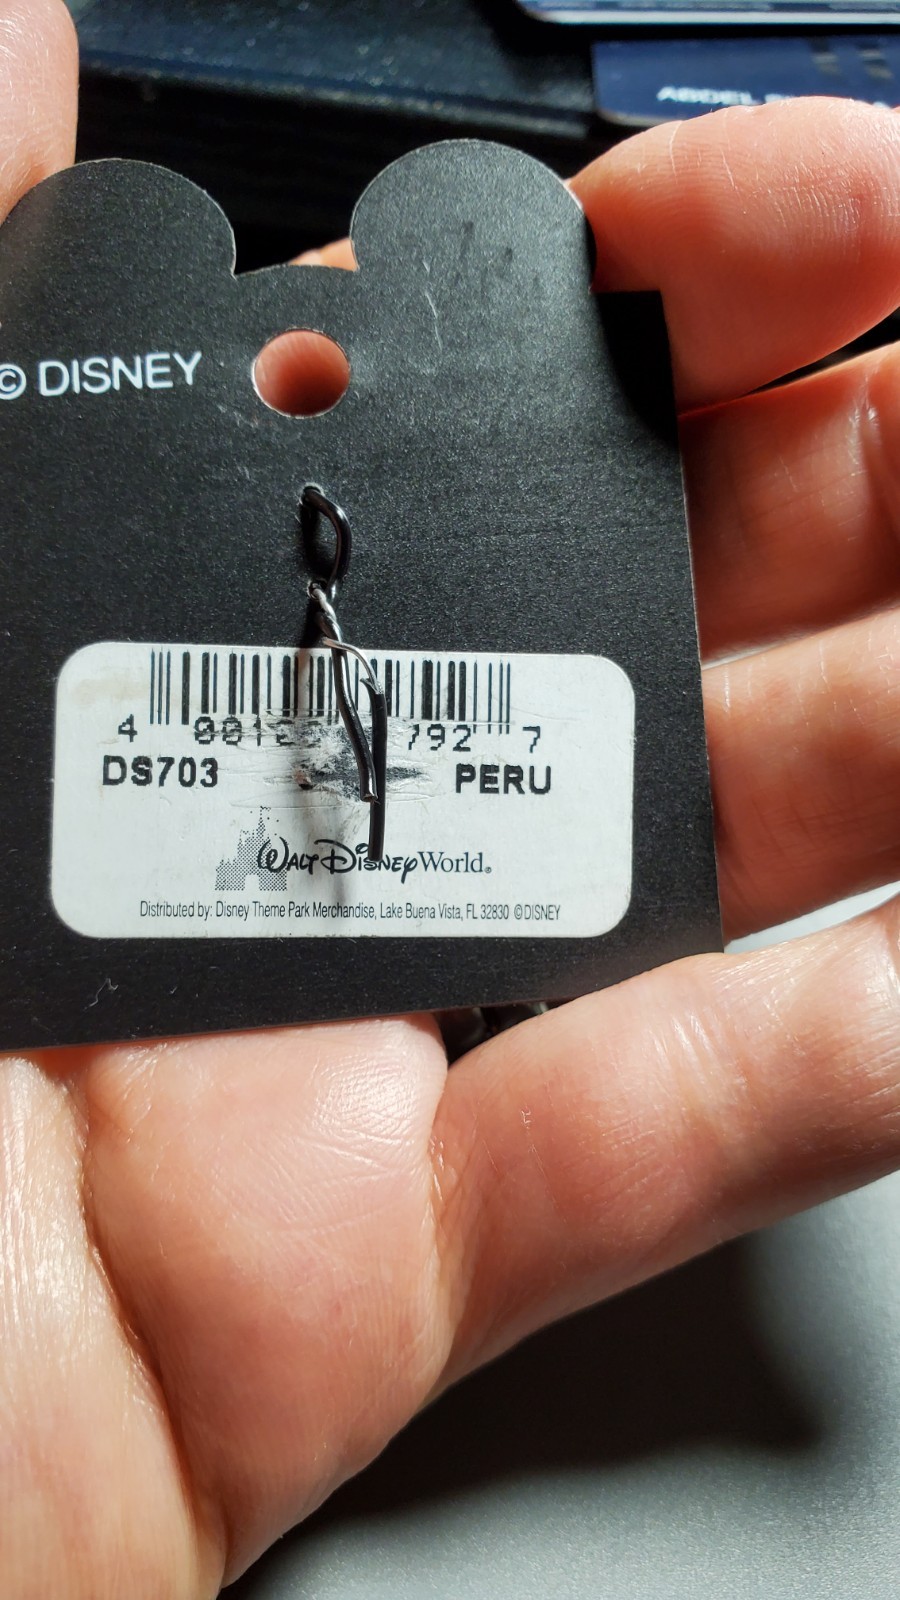 ABDEL
© DISNEY
4 792 7
DS703 PERU
WALT DISNEY World®
Distributed by: Disney Theme Park Merchandise, Lake Buena Vista, FL 32830 ©DISNEY